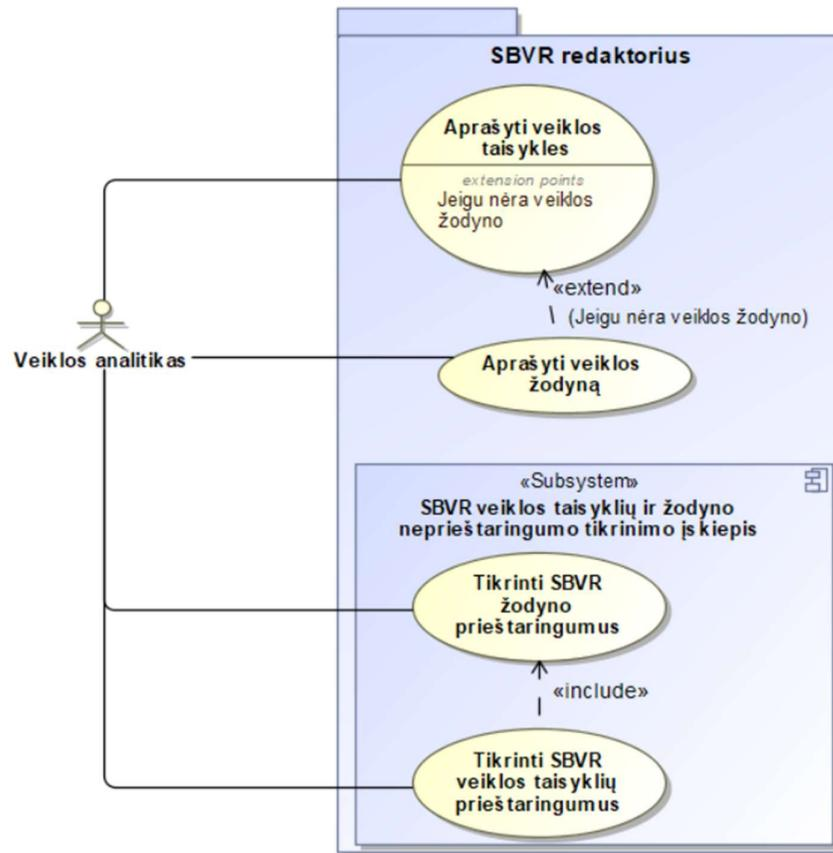 SBVR redaktorius
Aprašyti veiklos
taisykles
extension points
Jeigu nėra veiklos
žodyno
«extend»
(Jeigu nėra veiklos žodyno)
Veiklos analitikas
Aprašyti veiklos
žodyną
«Subsystem»
SBVR veiklos taisyklių ir žodyno
neprieštaringumo tikrinimo įskiepis
Tikrinti SBVR
žodyno
prieštaringumus
«include»
Tikrinti SBVR
veiklos taisyklių
prieštaringumus